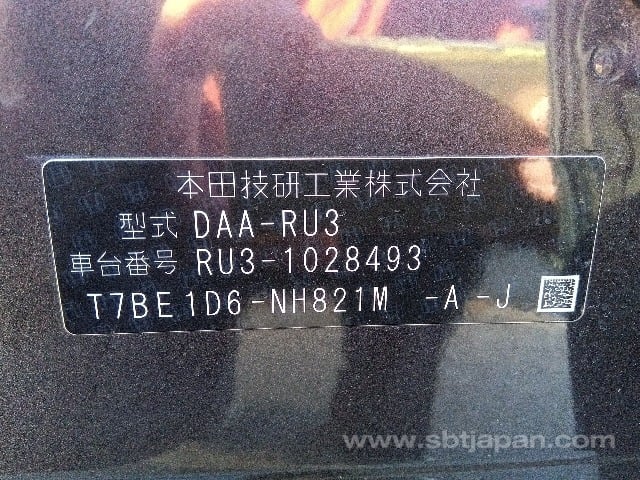 本田技研工業株式会社
型式 DAA-RU3
車台番号 RU3-1028493
T7BE1D6-NH821M -A -J
www.sbtjapan.com